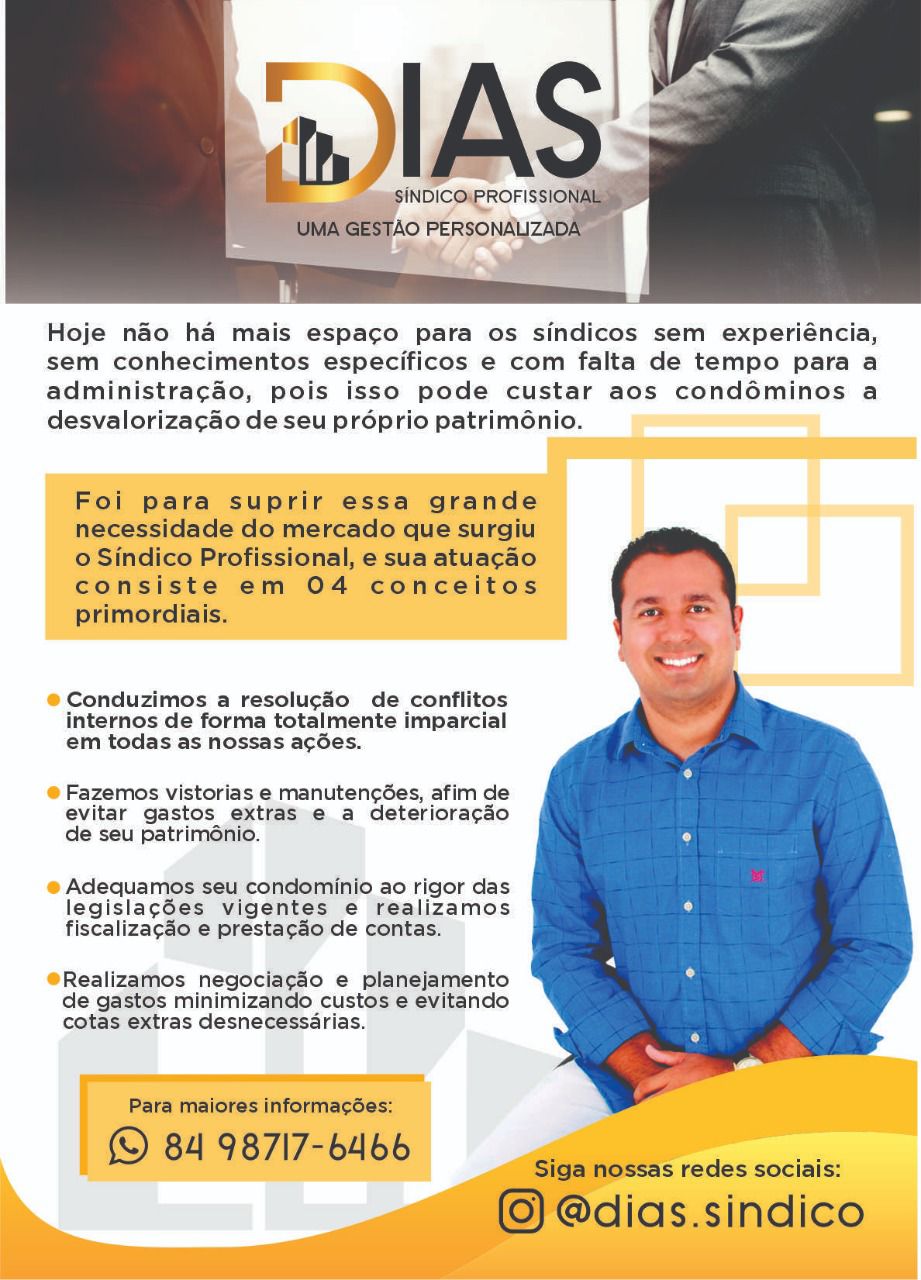 DIAS
SÍNDICO PROFISSIONAL
UMA GESTÃO PERSONALIZADA
Hoje não há mais espaço para os síndicos sem experiência,
sem conhecimentos específicos e com falta de tempo para a
administração, pois isso pode custar aos condôminos a
desvalorização de seu próprio patrimônio.
Foi para suprir essa grande
necessidade do mercado que surgiu
o Síndico Profissional, e sua atuação
consiste em 04 conceitos
primordiais.
Conduzimos a resolução de conflitos
internos de forma totalmente imparcial
em todas as nossas ações.
Fazemos vistorias e manutenções, afim de
evitar gastos extras e a deterioração
de seu patrimônio.
Adequamos seu condomínio ao rigor das
legislações vigentes e realizamos
fiscalização e prestação de contas.
Realizamos negociação e planejamento
de gastos minimizando custos e evitando
cotas extras desnecessárias.
Para maiores informações:
84 98717-6466
Siga nossas redes sociais:
@dias.sindico